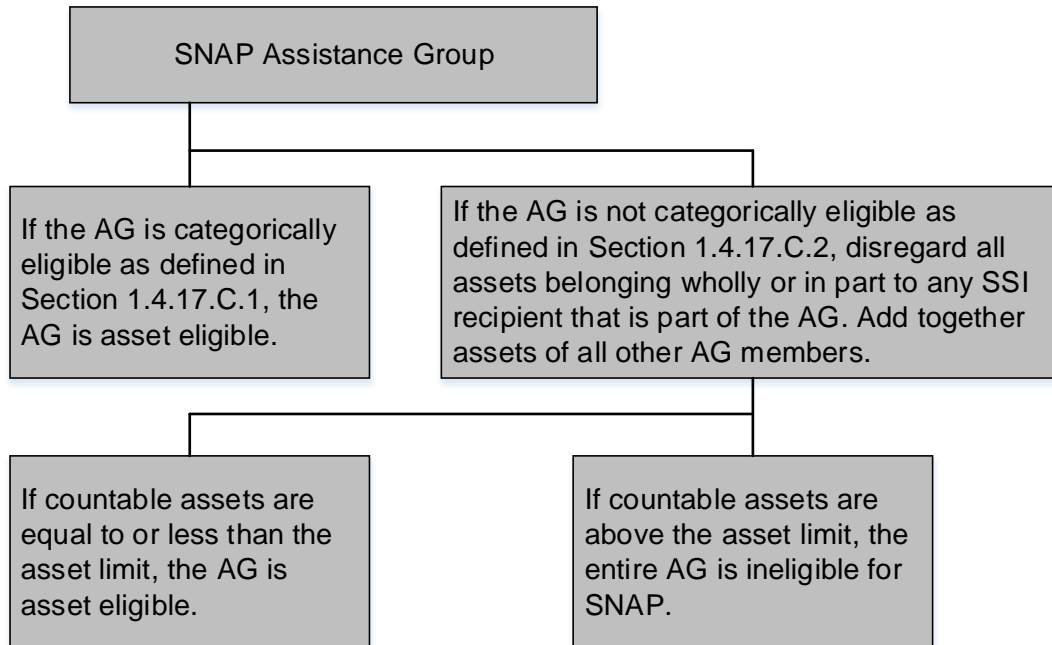 SNAP Assistance Group
If the AG is categorically
eligible as defined in
Section 1.4.17.C.1, the
AG is asset eligible.
If the AG is not categorically eligible as
defined in Section 1.4.17.C.2, disregard all
assets belonging wholly or in part to any SSI
recipient that is part of the AG. Add together
assets of all other AG members.
If countable assets are
equal to or less than the
asset limit, the AG is
asset eligible.
If countable assets are
above the asset limit, the
entire AG is ineligible for
SNAP.